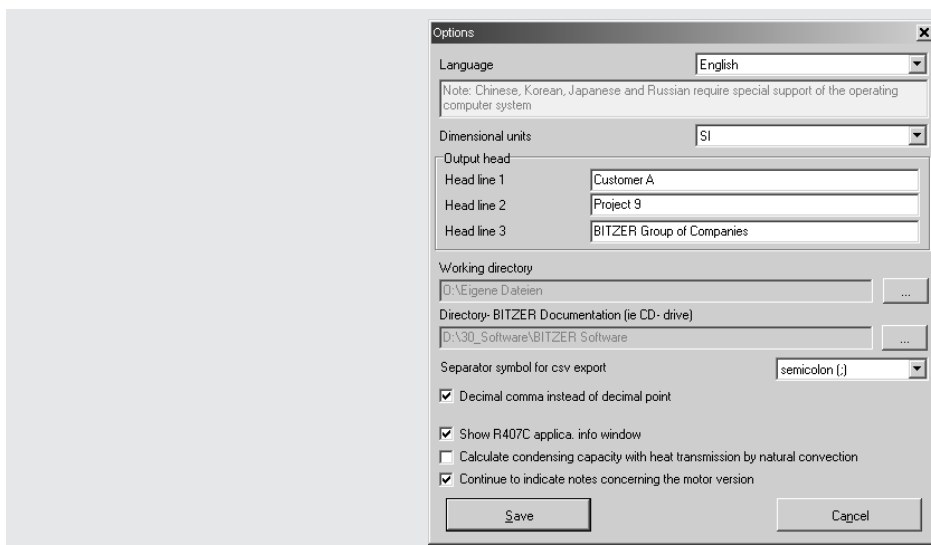 Options
Language English
Note: Chinese, Korean, Japanese and Russian require special support of the operating
computer system
Dimensional units SI
Output head
Head line 1 Customer A
Head line 2 Project 9
Head line 3 BITZER Group of Companies
Working directory
O:\Eigene Dateien ...
Directory- BITZER Documentation (ie CD- drive)
D:\30_Software\BITZER Software ...
Separator symbol for csv export semicolon (;)
Decimal comma instead of decimal point
Show R407C applica. info window
Calculate condensing capacity with heat transmission by natural convection
Continue to indicate notes concerning the motor version
Save Cancel